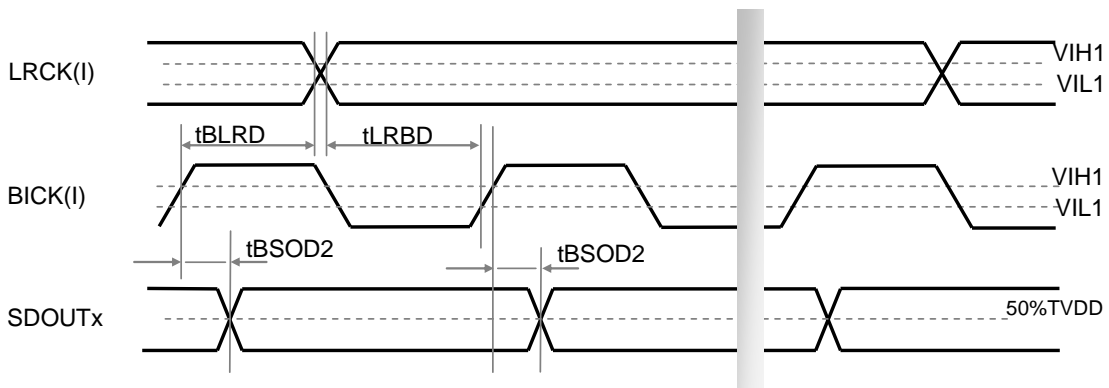 LRCK(I)
VIH1
VIL1
tBLRD
tLRBD
BICK(I)
VIH1
VIL1
tBSOD2
tBSOD2
SDOUTx
50%TVDD